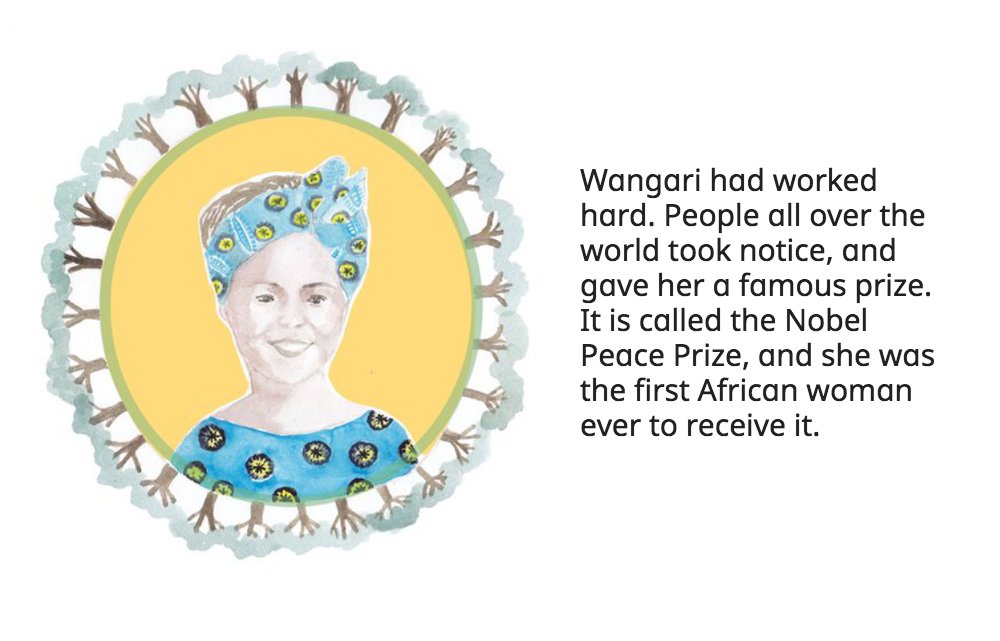 Wangari had worked
hard. People all over the
world took notice, and
gave her a famous prize.
It is called the Nobel
Peace Prize, and she was
the first African woman
ever to receive it.